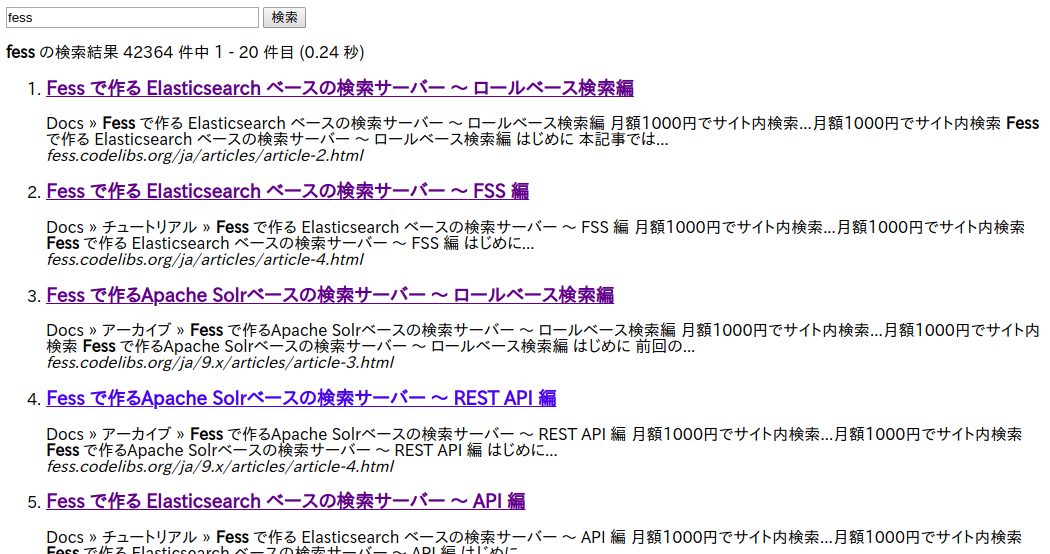 fess 検索
fess の検索結果 42364 件中 1 - 20 件目 (0.24 秒)
1. Fess で作る Elasticsearch ベースの検索サーバー 〜 ロールベース検索編
Docs » Fess で作る Elasticsearch ベースの検索サーバー 〜 ロールベース検索編 月額1000円でサイト内検索...月額1000円でサイト内検索 Fess
で作る Elasticsearch ベースの検索サーバー 〜 ロールベース検索編 はじめに 本記事では...
fess.codelibs.org/ja/articles/article-2.html
2. Fess で作る Elasticsearch ベースの検索サーバー 〜 FSS 編
Docs » チュートリアル » Fess で作る Elasticsearch ベースの検索サーバー 〜 FSS 編 月額1000円でサイト内検索...月額1000円でサイト内検索
Fess で作る Elasticsearch ベースの検索サーバー 〜 FSS 編 はじめに...
fess.codelibs.org/ja/articles/article-4.html
3. Fess で作るApache Solrベースの検索サーバー 〜 ロールベース検索編
Docs » アーカイブ » Fess で作るApache Solrベースの検索サーバー 〜 ロールベース検索編 月額1000円でサイト内検索...月額1000円でサイト内
検索 Fess で作るApache Solrベースの検索サーバー 〜 ロールベース検索編 はじめに 前回の...
fess.codelibs.org/ja/9.x/articles/article-3.html
4. Fess で作るApache Solrベースの検索サーバー 〜 REST API 編
Docs » アーカイブ » Fess で作るApache Solrベースの検索サーバー 〜 REST API 編 月額1000円でサイト内検索...月額1000円でサイト内検索
Fess で作るApache Solrベースの検索サーバー 〜 REST API 編 はじめに...
fess.codelibs.org/ja/9.x/articles/article-4.html
5. Fess で作る Elasticsearch ベースの検索サーバー 〜 API 編
Docs » チュートリアル » Fess で作る Elasticsearch ベースの検索サーバー 〜 API 編 月額1000円でサイト内検索...月額1000円でサイト内検索
Fess で作る Elasticsearch ベースの検索サーバー 〜 API 編 はじめに...